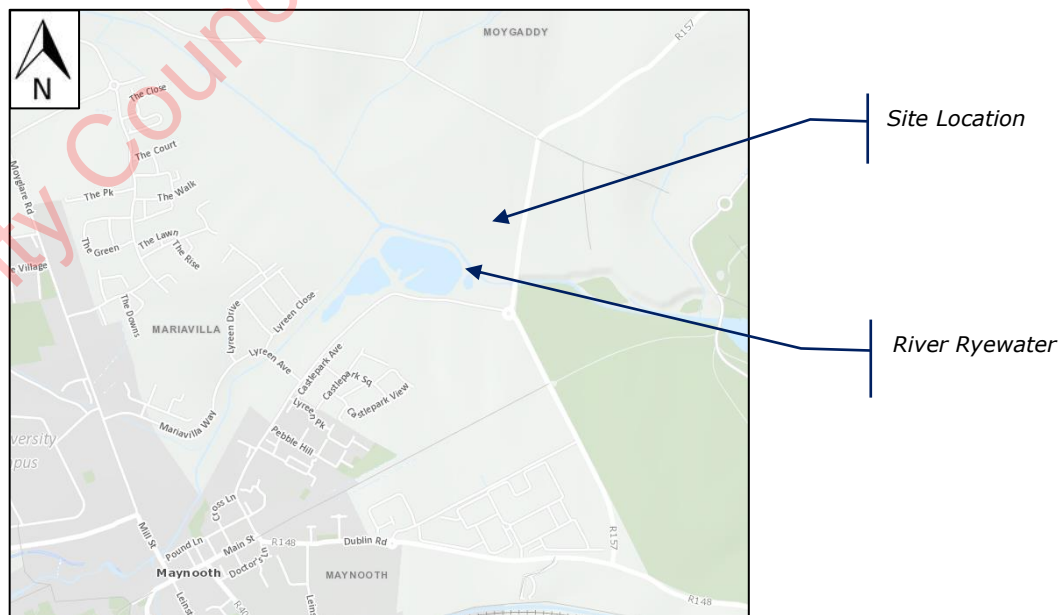 MOYGADDY
R157
N
The Close
The Court
Moyglare Rd
The Pk
The Walk
The Green
The Lawn
The Rise
Village
The Downs
MARIAVILLA
Lyreen Drive
Lyreen Close
Lyreen Ave
Castlepark Ave
Castlepark Sq
Castlepark View
Lyreen Pk
Pebble Hill
Mariavilla Way
Cross Ln
Mill St
Pound Ln
Main St
R148
Dublin Rd
R157
Maynooth
MAYNOOTH
R148
Site Location
River Ryewater